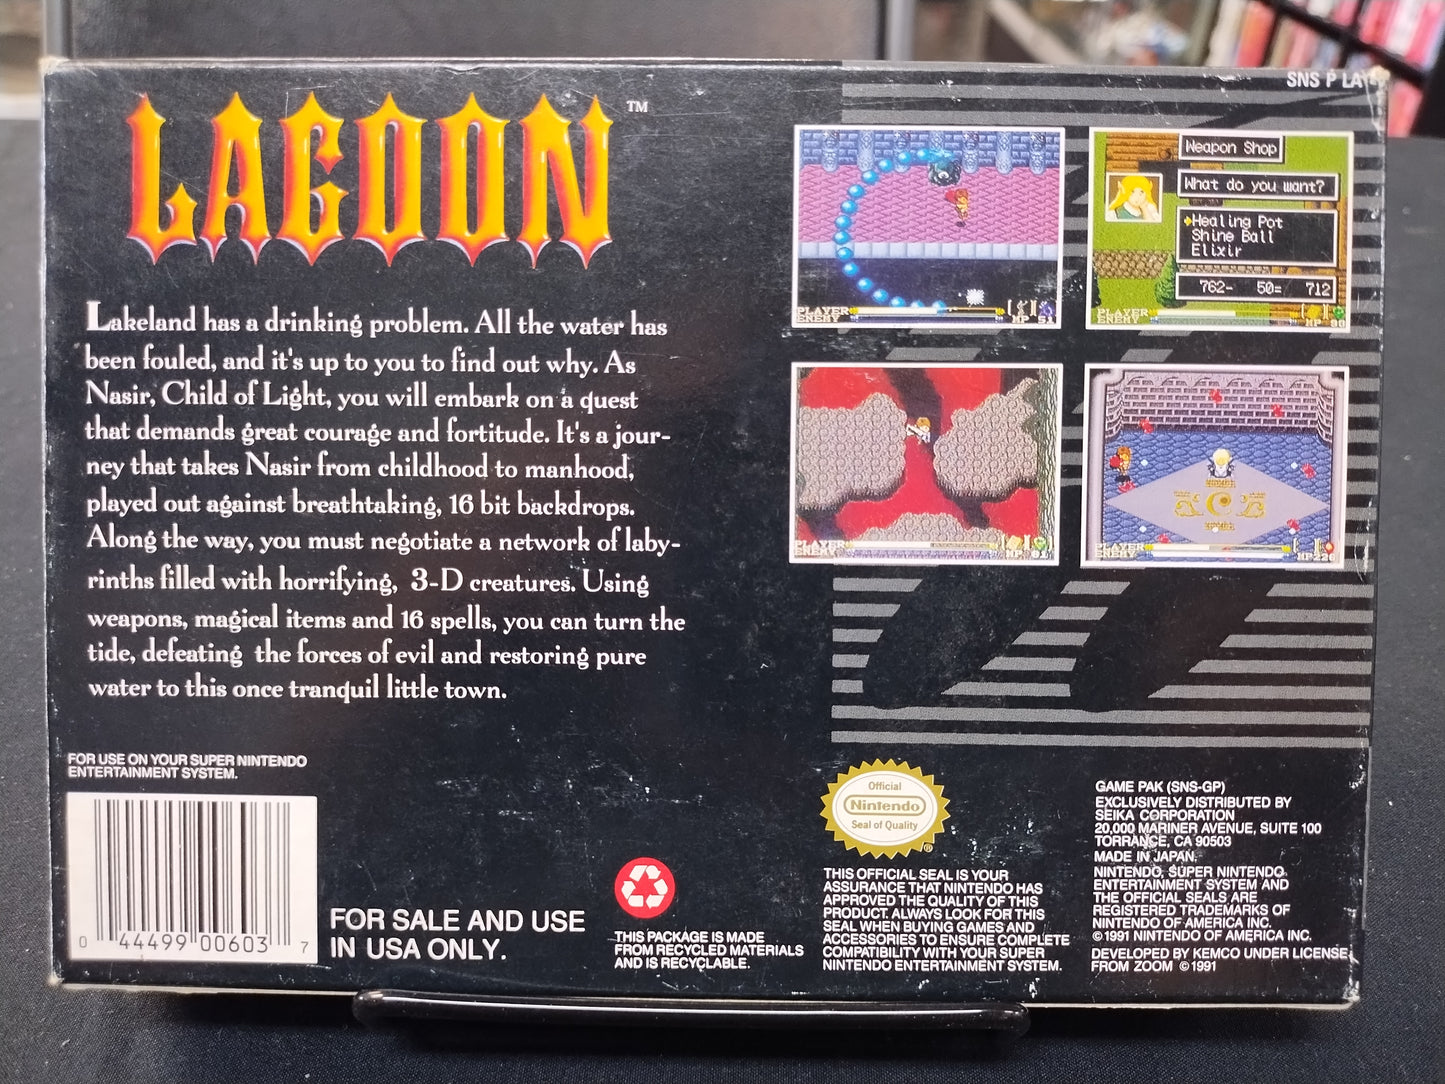 SNS P LA
LAGOON™
Lakeland has a drinking problem. All the water has
been fouled, and it's up to you to find out why. As
Nasir, Child of Light, you will embark on a quest
that demands great courage and fortitude. It's a jour-
ney that takes Nasir from childhood to manhood,
played out against breathtaking, 16 bit backdrops.
Along the way, you must negotiate a network of laby-
rinths filled with horrifying, 3-D creatures. Using
weapons, magical items and 16 spells, you can turn the
tide, defeating the forces of evil and restoring pure
water to this once tranquil little town.
PLAYER
ENEMY
MP 51
Weapon Shop
What do you want?
Healing Pot
Shine Ball
Elixir
762- 50= 712
PLAYER
ENEMY
PLAYER
ENEMY
PLAYER
ENEMY
MP226
FOR USE ON YOUR SUPER NINTENDO
ENTERTAINMENT SYSTEM.
0 44499 00603 7
FOR SALE AND USE
IN USA ONLY.
THIS PACKAGE IS MADE
FROM RECYCLED MATERIALS
AND IS RECYCLABLE.
Official
Nintendo
Seal of Quality
®
THIS OFFICIAL SEAL IS YOUR
ASSURANCE THAT NINTENDO HAS
APPROVED THE QUALITY OF THIS
PRODUCT. ALWAYS LOOK FOR THIS
SEAL WHEN BUYING GAMES AND
ACCESSORIES TO ENSURE COMPLETE
COMPATIBILITY WITH YOUR SUPER
NINTENDO ENTERTAINMENT SYSTEM.
GAME PAK (SNS-GP)
EXCLUSIVELY DISTRIBUTED BY
SEIKA CORPORATION
20,000 MARINER AVENUE, SUITE 100
TORRANCE, CA 90503
MADE IN JAPAN.
NINTENDO, SUPER NINTENDO
ENTERTAINMENT SYSTEM AND
THE OFFICIAL SEALS ARE
REGISTERED TRADEMARKS OF
NINTENDO OF AMERICA INC.
©1991 NINTENDO OF AMERICA INC.
DEVELOPED BY KEMCO UNDER LICENSE
FROM ZOOM ©1991